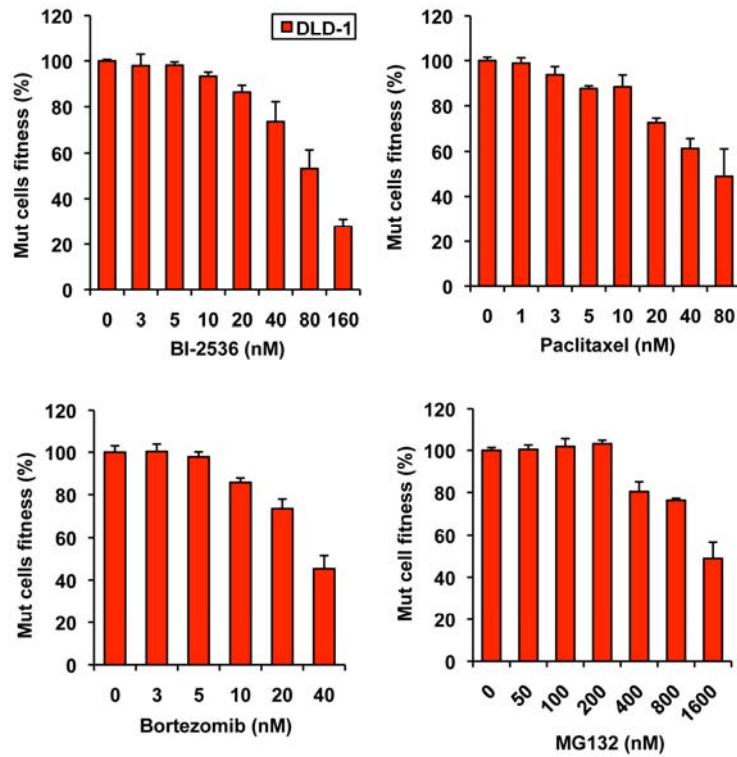 DLD-1
Mut cells fitness (%)
120
100
80
60
40
20
0
0 3 5 10 20 40 80 160
BI-2536 (nM)
Mut cells fitness (%)
120
100
80
60
40
20
0
0 1 3 5 10 20 40 80
Paclitaxel (nM)
Mut cells fitness (%)
120
100
80
60
40
20
0
0 3 5 10 20 40
Bortezomib (nM)
Mut cell fitness (%)
120
100
80
60
40
20
0
0 50 100 200 400 800 1600
MG132 (nM)